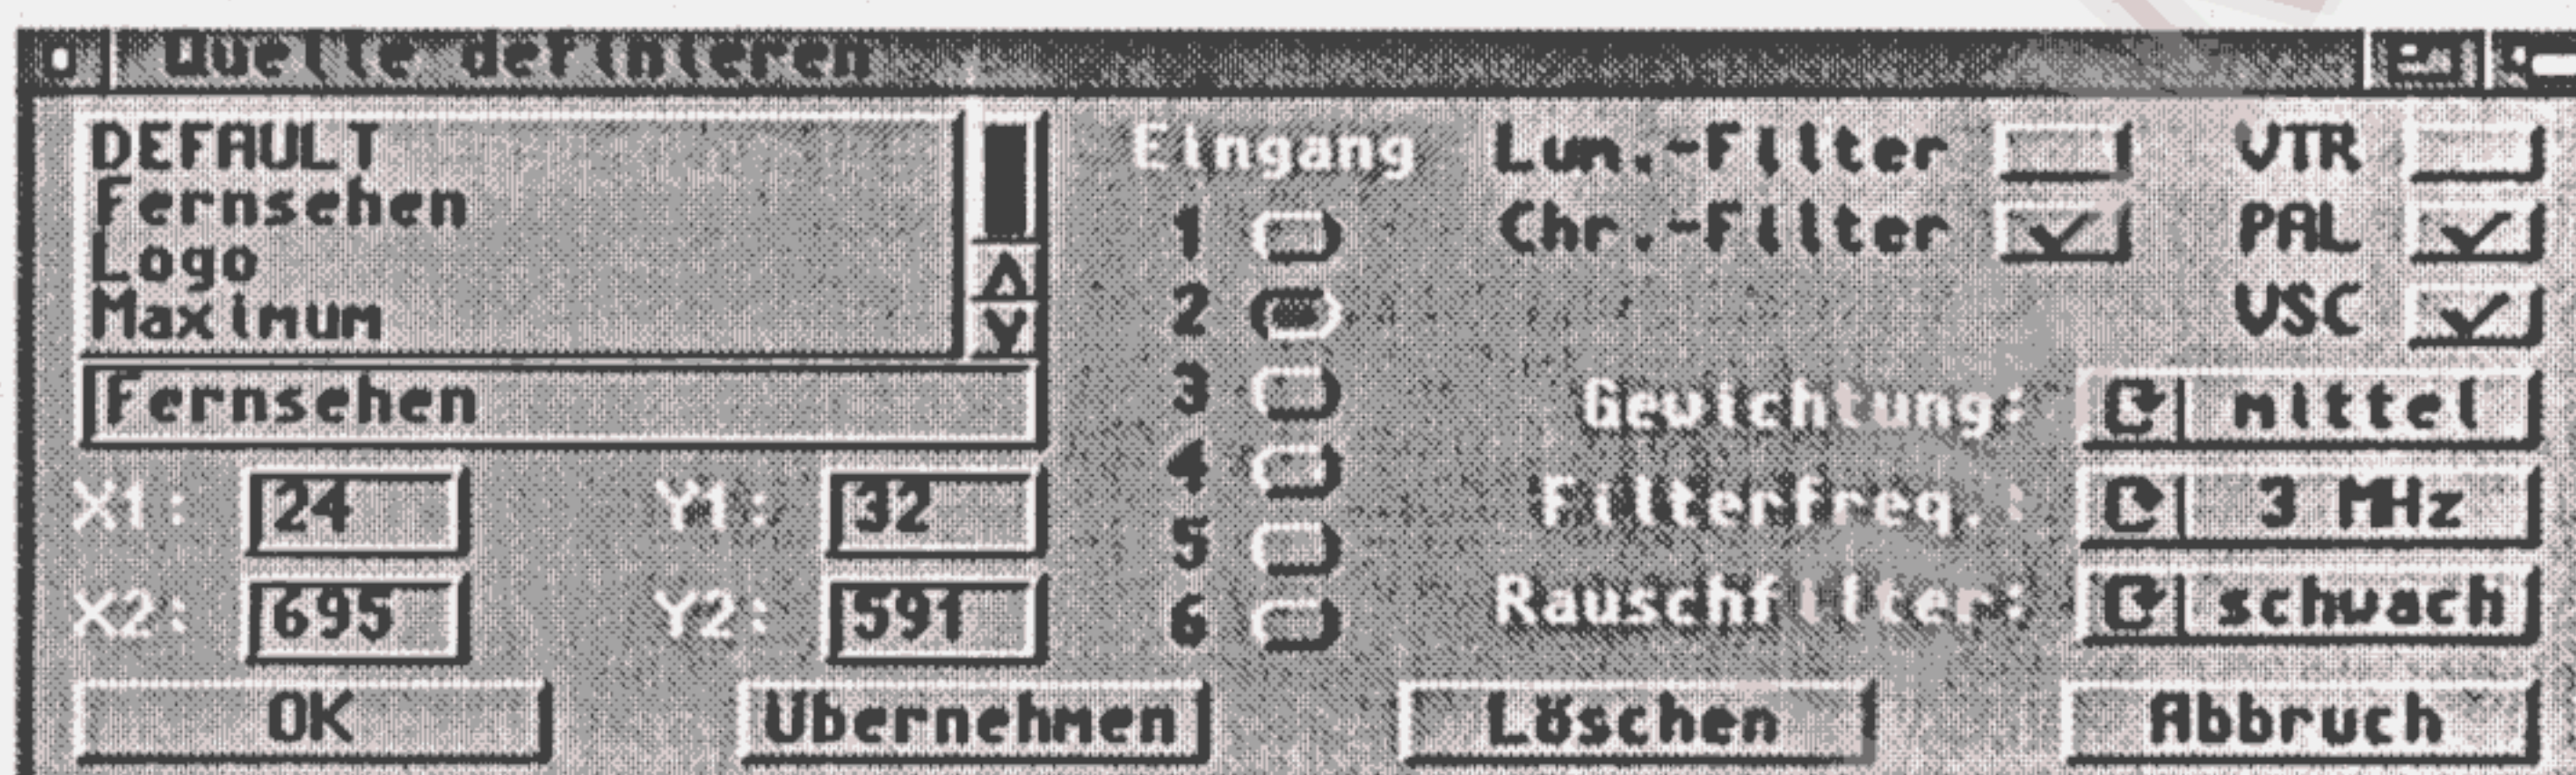 Quelle definieren
DEFAULT
Fernsehen
Logo
Maximum
Fernsehen
X1: 24 Y1: 32
X2: 695 Y2: 591
Eingang
1
2
3
4
5
6
Lum.-Filter
Chr.-Filter
VTR
PAL
VSC
Gewichtung: mittel
Filterfreq.: 3 MHz
Rauschfilter: schwach
OK Übernehmen Löschen Abbruch